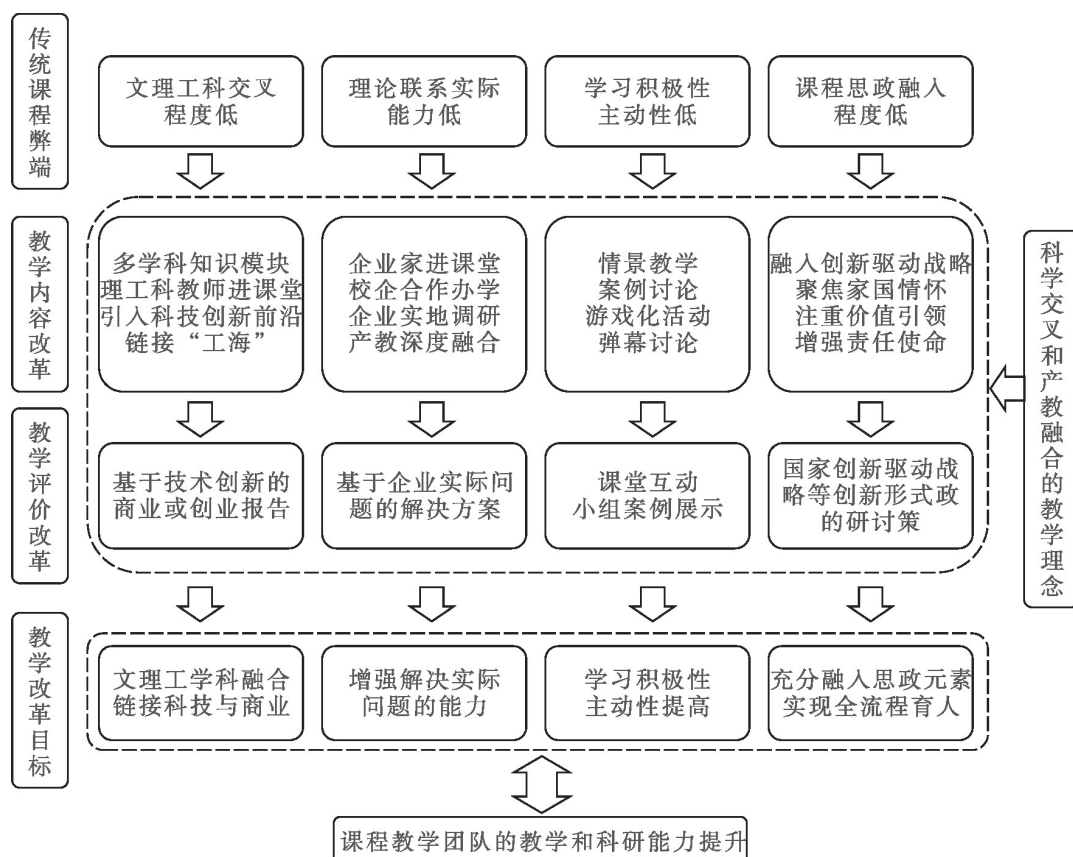 传统课程弊端
文理工科交叉
程度低
理论联系实际
能力低
学习积极性
主动性低
课程思政融入
程度低
教学内容改革
多学科知识模块
理工科教师进课堂
引入科技创新前沿
链接“工海”
企业家进课堂
校企合作办学
企业实地调研
产教深度融合
情景教学
案例讨论
游戏化活动
弹幕讨论
融入创新驱动战略
聚焦家国情怀
注重价值引领
增强责任使命
科学交叉和产教融合的教学理念
教学评价改革
基于技术创新的
商业或创业报告
基于企业实际问
题的解决方案
课堂互动
小组案例展示
国家创新驱动战
略等创新形式政
的研讨策
教学改革目标
文理工学科融合
链接科技与商业
增强解决实际
问题的能力
学习积极性
主动性提高
充分融入思政元素
实现全流程育人
课程教学团队的教学和科研能力提升